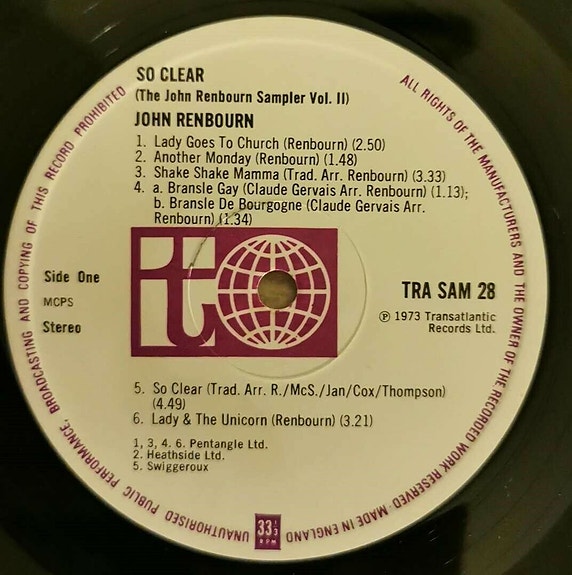 SO CLEAR
(The John Renbourn Sampler Vol. II)
JOHN RENBOURN
1. Lady Goes To Church (Renbourn) (2.50)
2. Another Monday (Renbourn) (1.48)
3. Shake Shake Mamma (Trad. Arr. Renbourn) (3.33)
4. a. Bransle Gay (Claude Gervais Arr. Renbourn) (1.13);
b. Bransle De Bourgogne (Claude Gervais Arr.
Renbourn) (1.34)
Side One
MCPS
Stereo
it
TRA SAM 28
℗ 1973 Transatlantic
Records Ltd.
5. So Clear (Trad. Arr. R./McS./Jan/Cox/Thompson)
(4.49)
6. Lady & The Unicorn (Renbourn) (3.21)
1, 3, 4. 6. Pentangle Ltd.
2. Heathside Ltd.
5. Swiggeroux
ALL RIGHTS OF THE MANUFACTURERS AND THE OWNER OF THE RECORDED WORK RESERVED·MADE IN ENGLAND
UNAUTHORISED PUBLIC PERFORMANCE, BROADCASTING AND COPYING OF THIS RECORD PROHIBITED
33 1/3
RPM